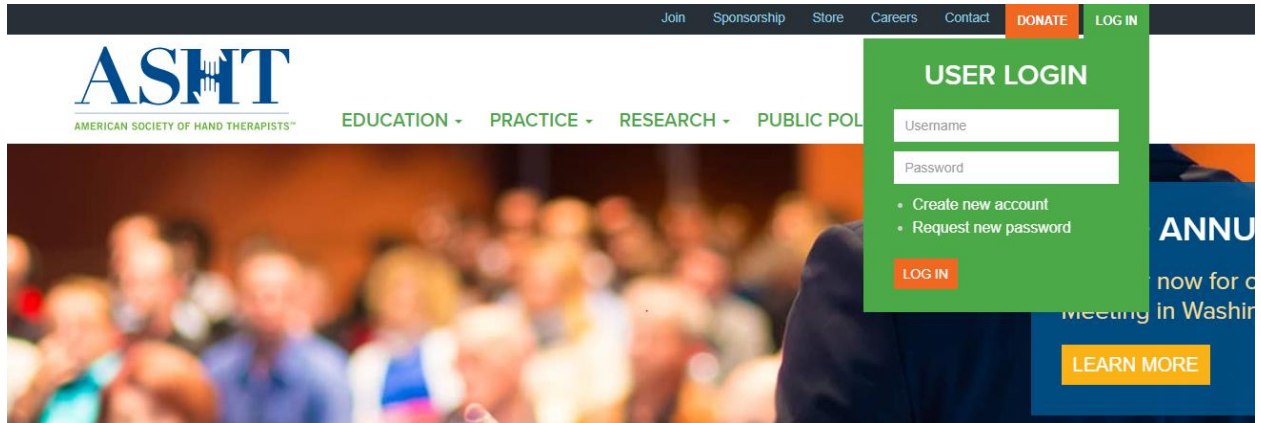 Join Sponsorship Store Careers Contact DONATE LOG IN
ASHT
AMERICAN SOCIETY OF HAND THERAPISTS™
EDUCATION PRACTICE RESEARCH PUBLIC POL
USER LOGIN
Username
Password
Create new account
Request new password
LOG IN
ANNU
now for
Meeting in Washin
LEARN MORE